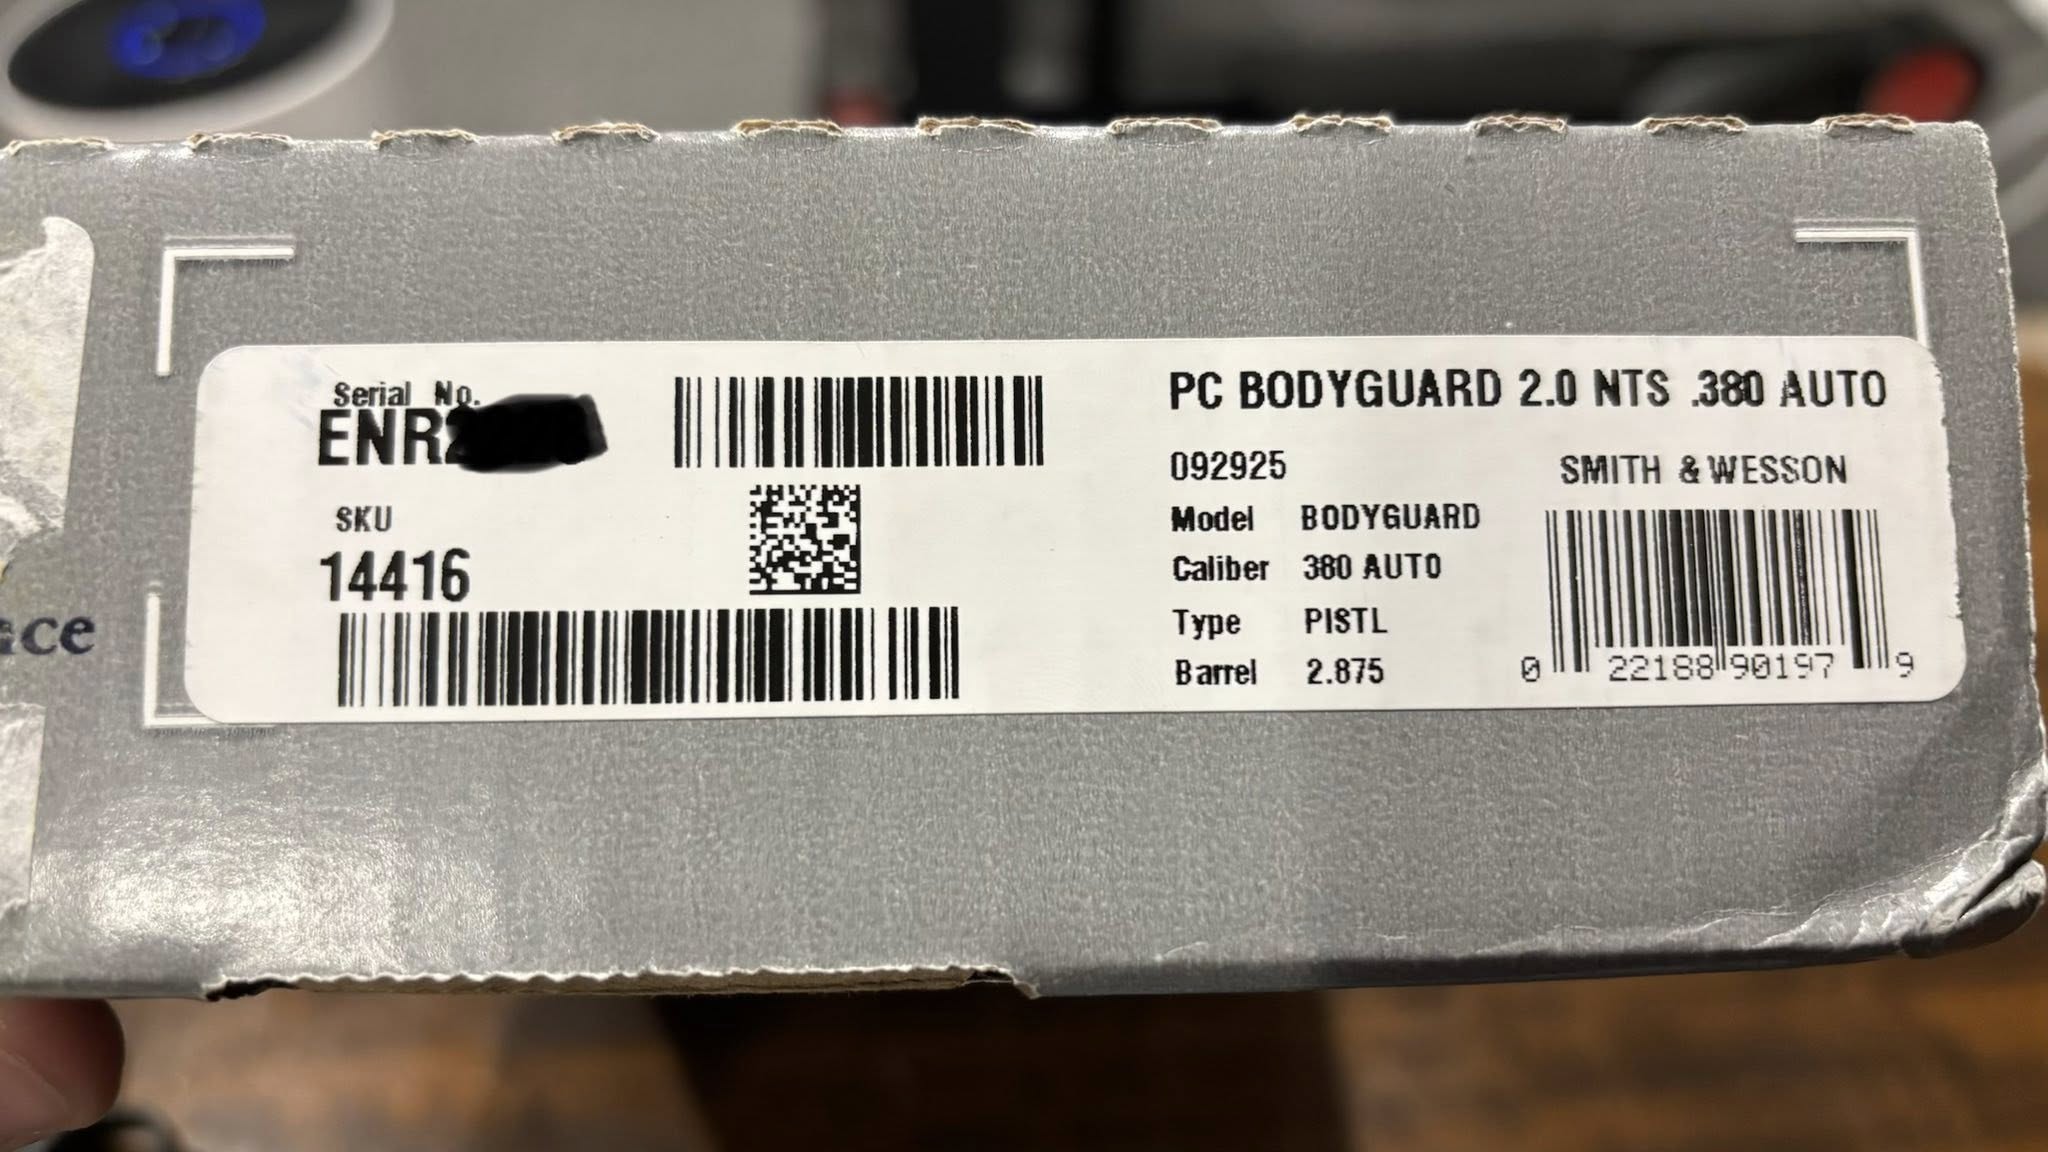 Serial No.
ENR
SKU
14416
PC BODYGUARD 2.0 NTS .380 AUTO
092925
SMITH & WESSON
Model BODYGUARD
Caliber 380 AUTO
Type PISTL
Barrel 2.875
0 22188 90197 9